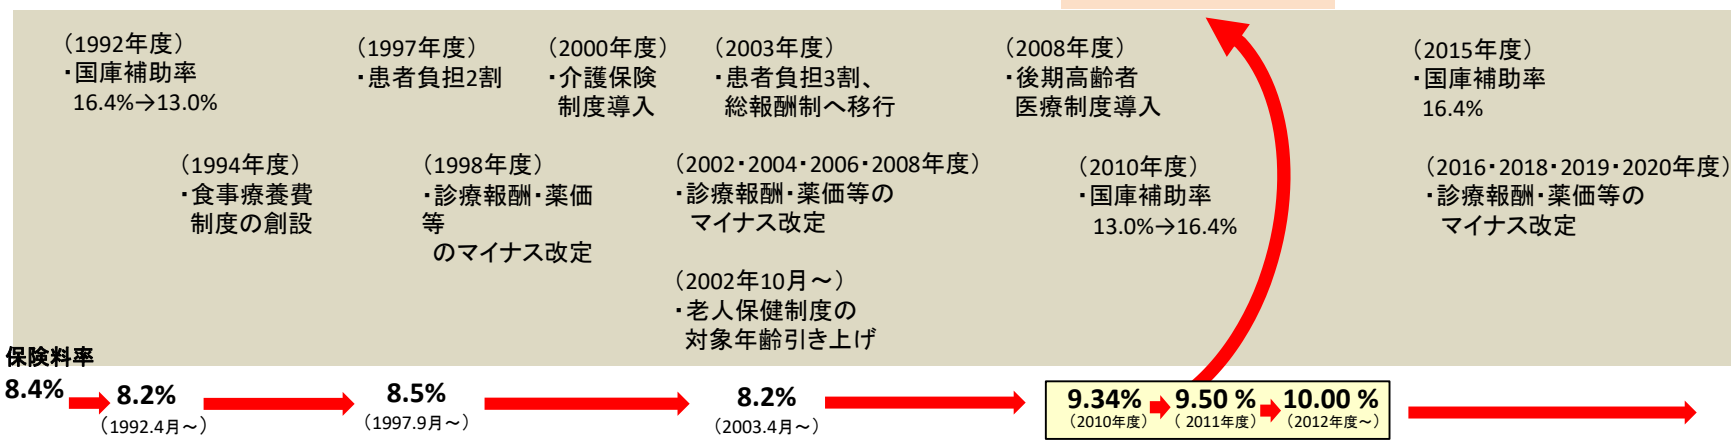 （1992年度）
・国庫補助率
16.4%→13.0%
（1997年度）
・患者負担2割
（2000年度）
・介護保険
制度導入
（2003年度）
・患者負担3割、
総報酬制へ移行
（2008年度）
・後期高齢者
医療制度導入
（2015年度）
・国庫補助率
16.4%
（1994年度）
・食事療養費
制度の創設
（1998年度）
・診療報酬・薬価
等
のマイナス改定
（2002・2004・2006・2008年度）
・診療報酬・薬価等の
マイナス改定
（2010年度）
・国庫補助率
13.0%→16.4%
（2016・2018・2019・2020年度）
・診療報酬・薬価等の
マイナス改定
（2002年10月～）
・老人保健制度の
対象年齢引き上げ
保険料率
8.4%
8.2%
（1992.4月～）
8.5%
（1997.9月～）
8.2%
（2003.4月～）
9.34%
（2010年度）
9.50 %
（ 2011年度）
10.00 %
（2012年度～）